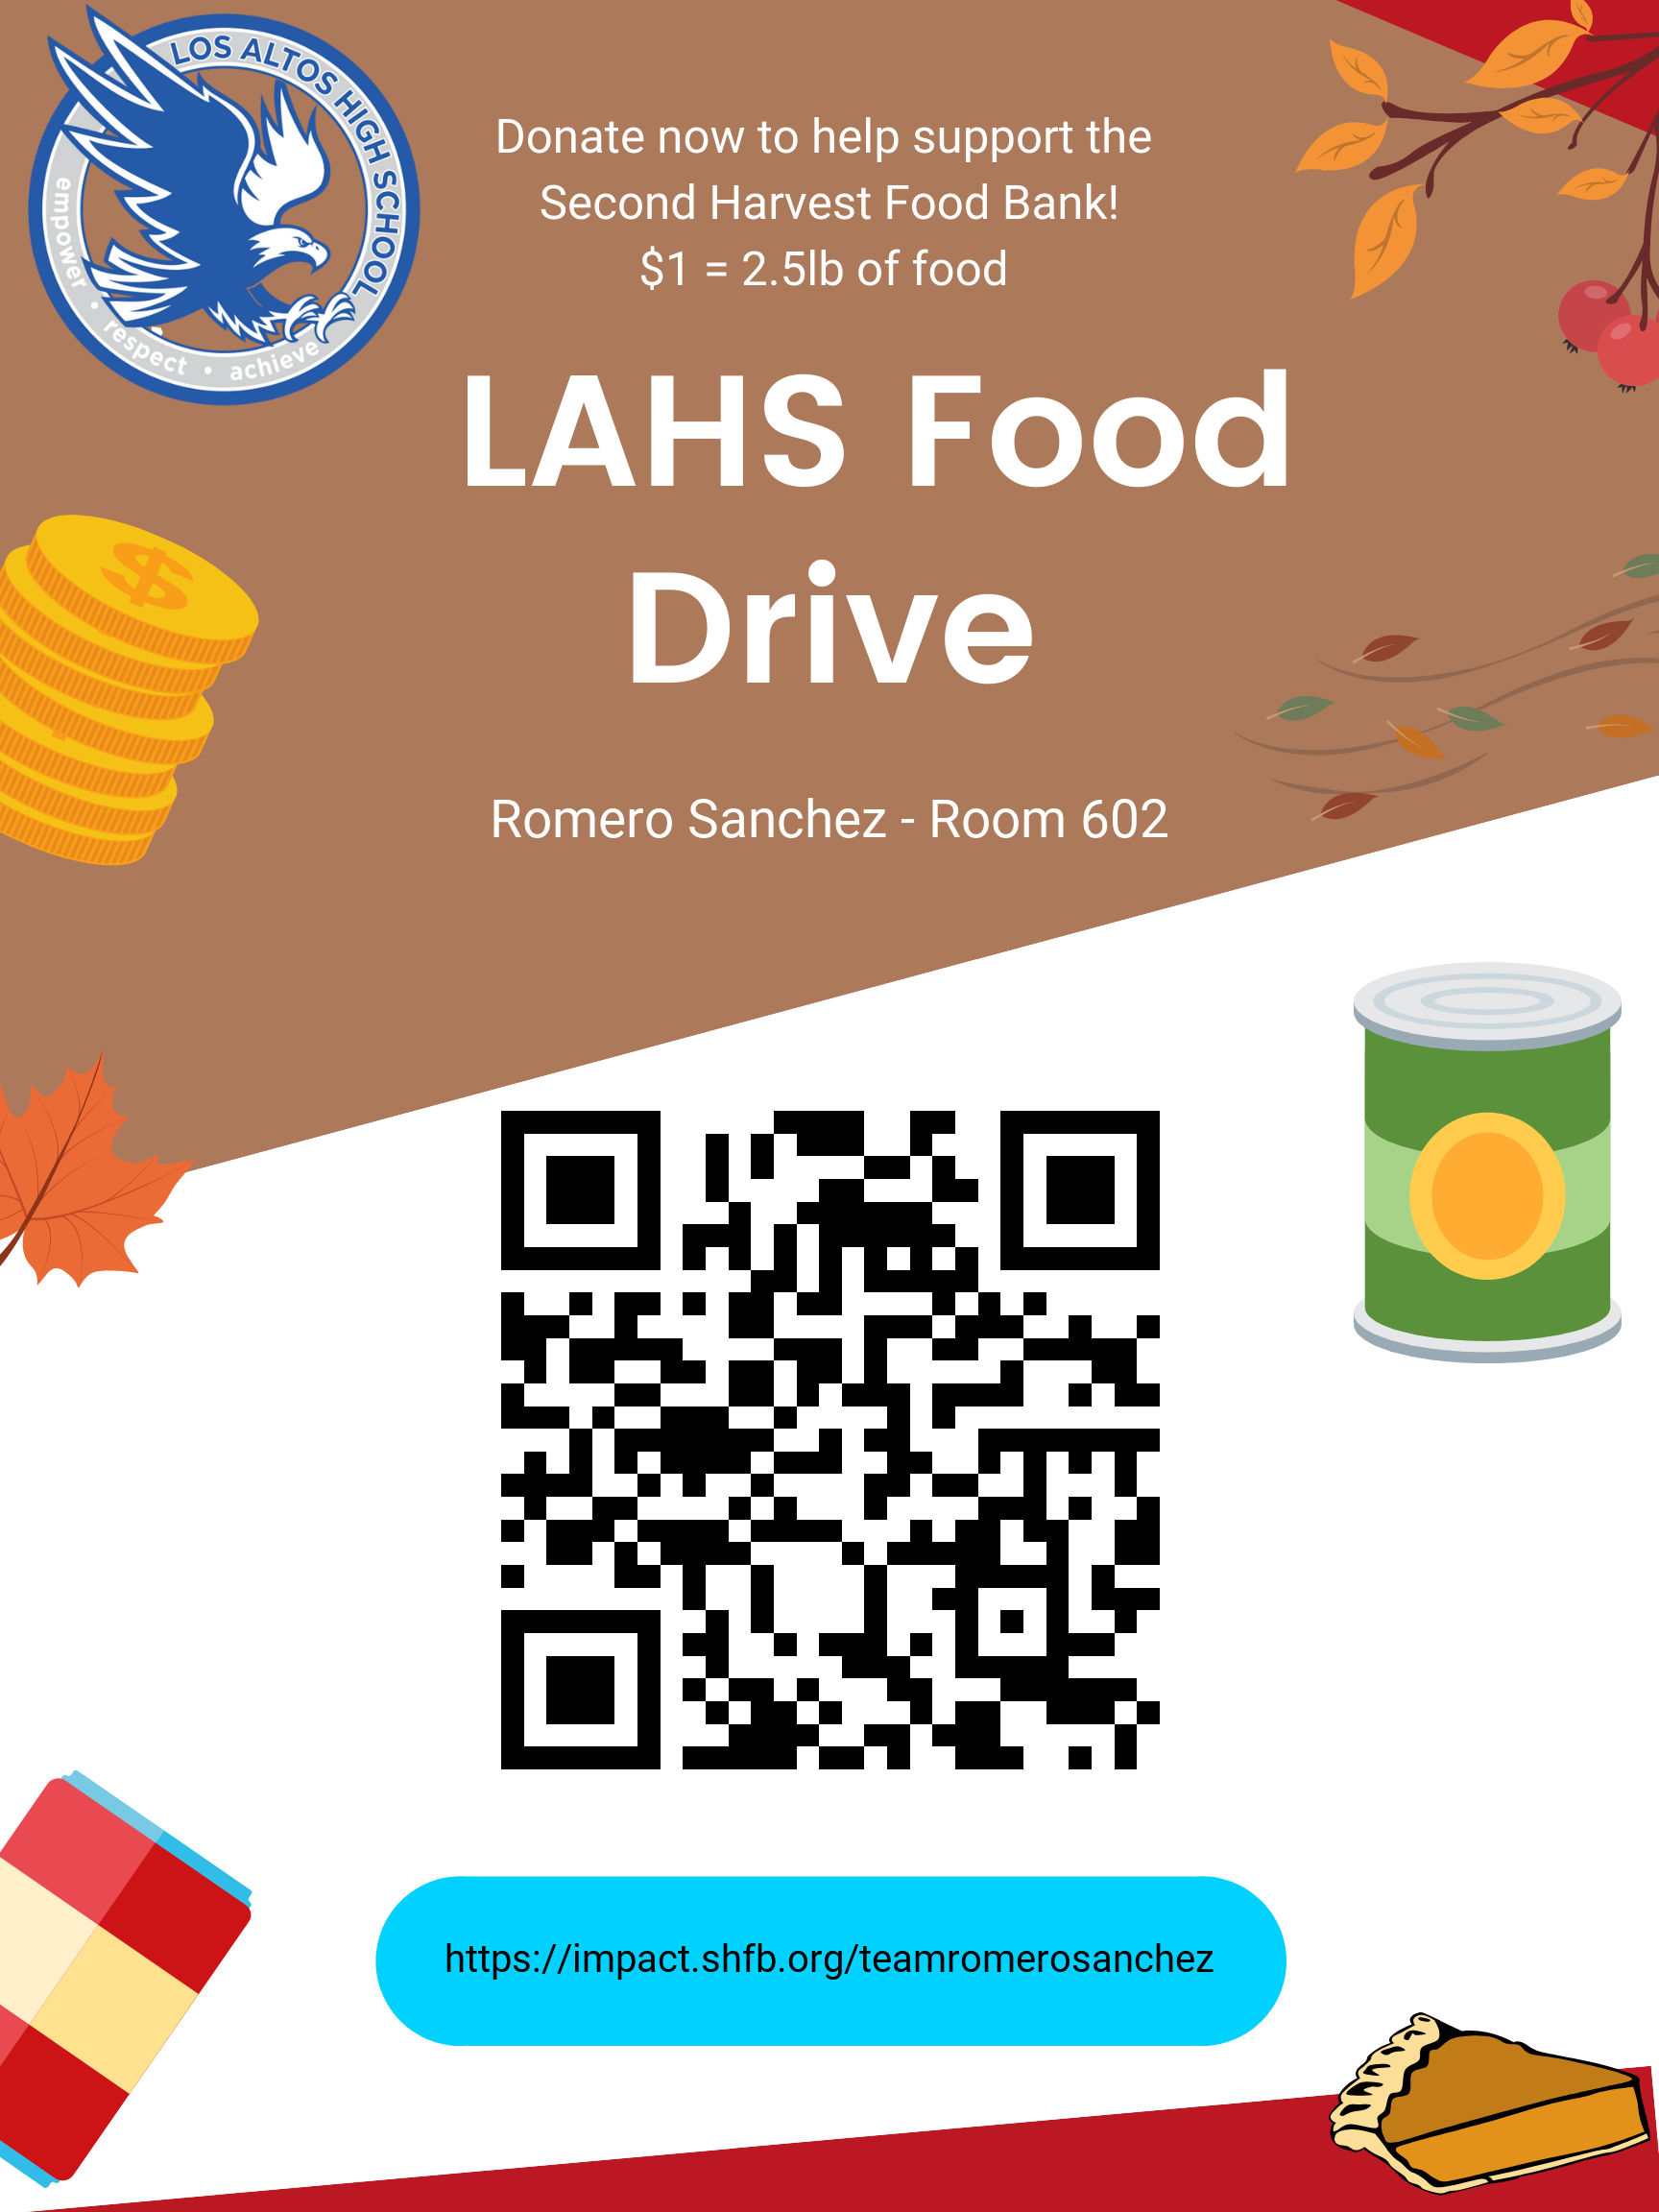 LOS ALTOS HIGH SCHOOL
empower • respect • achieve
Donate now to help support the
Second Harvest Food Bank!
$1 = 2.5lb of food
LAHS Food
Drive
$
Romero Sanchez - Room 602
https://impact.shfb.org/teamromerosanchez